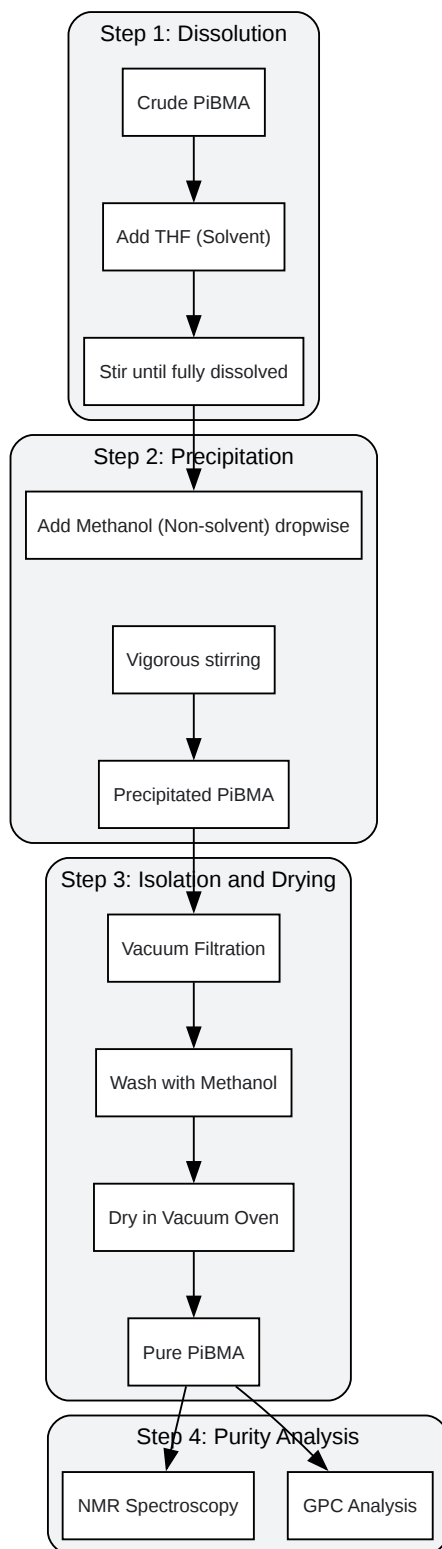 Step 1: Dissolution
Crude PiBMA
Add THF (Solvent)
Stir until fully dissolved
Step 2: Precipitation
Add Methanol (Non-solvent) dropwise
Vigorous stirring
Precipitated PiBMA
Step 3: Isolation and Drying
Vacuum Filtration
Wash with Methanol
Dry in Vacuum Oven
Pure PiBMA
Step 4: Purity Analysis
NMR Spectroscopy
GPC Analysis